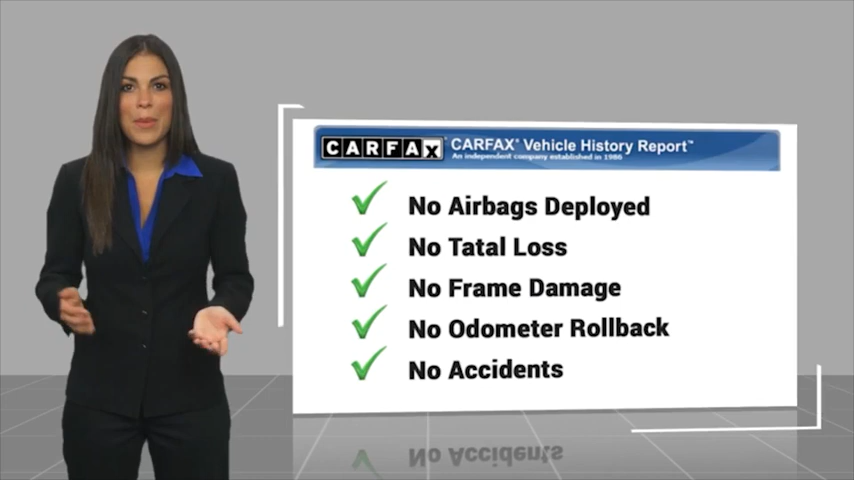 CARFAX CARFAX® Vehicle History Report™
An independent company established in 1986
No Airbags Deployed
No Tatal Loss
No Frame Damage
No Odometer Rollback
No Accidents
No Accidents